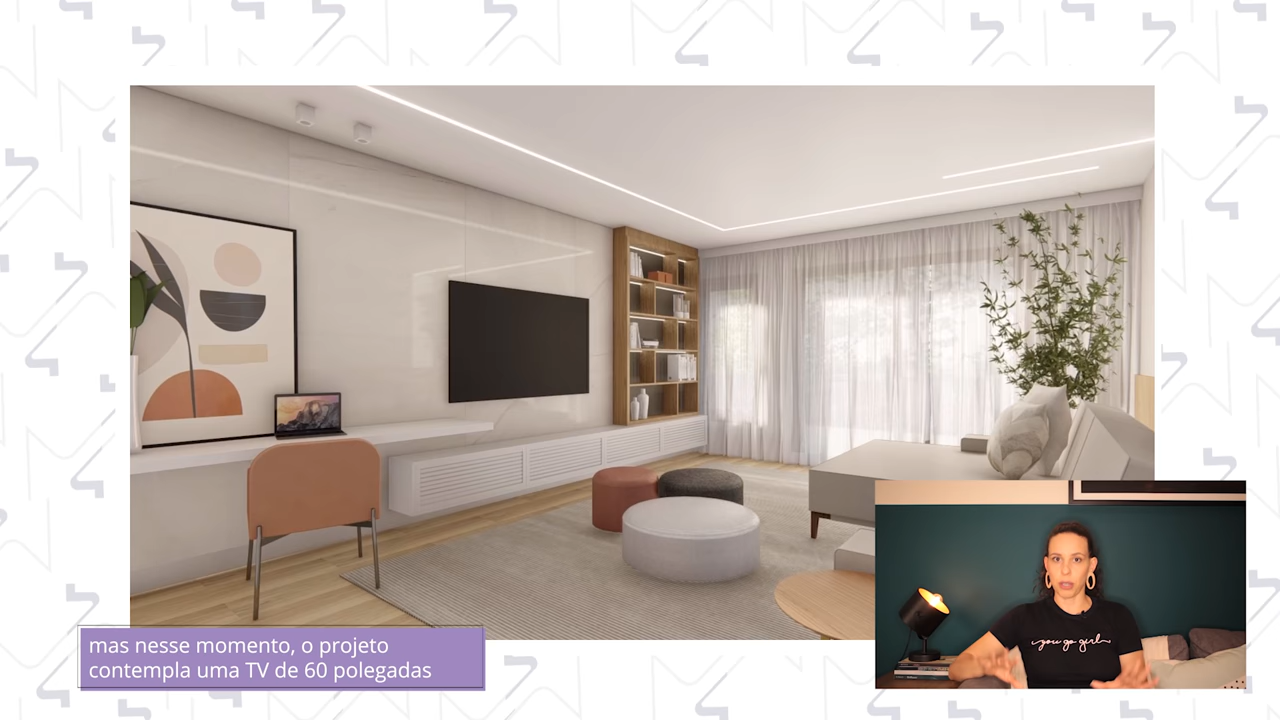 mas nesse momento, o projeto
contempla uma TV de 60 polegadas
you go girl